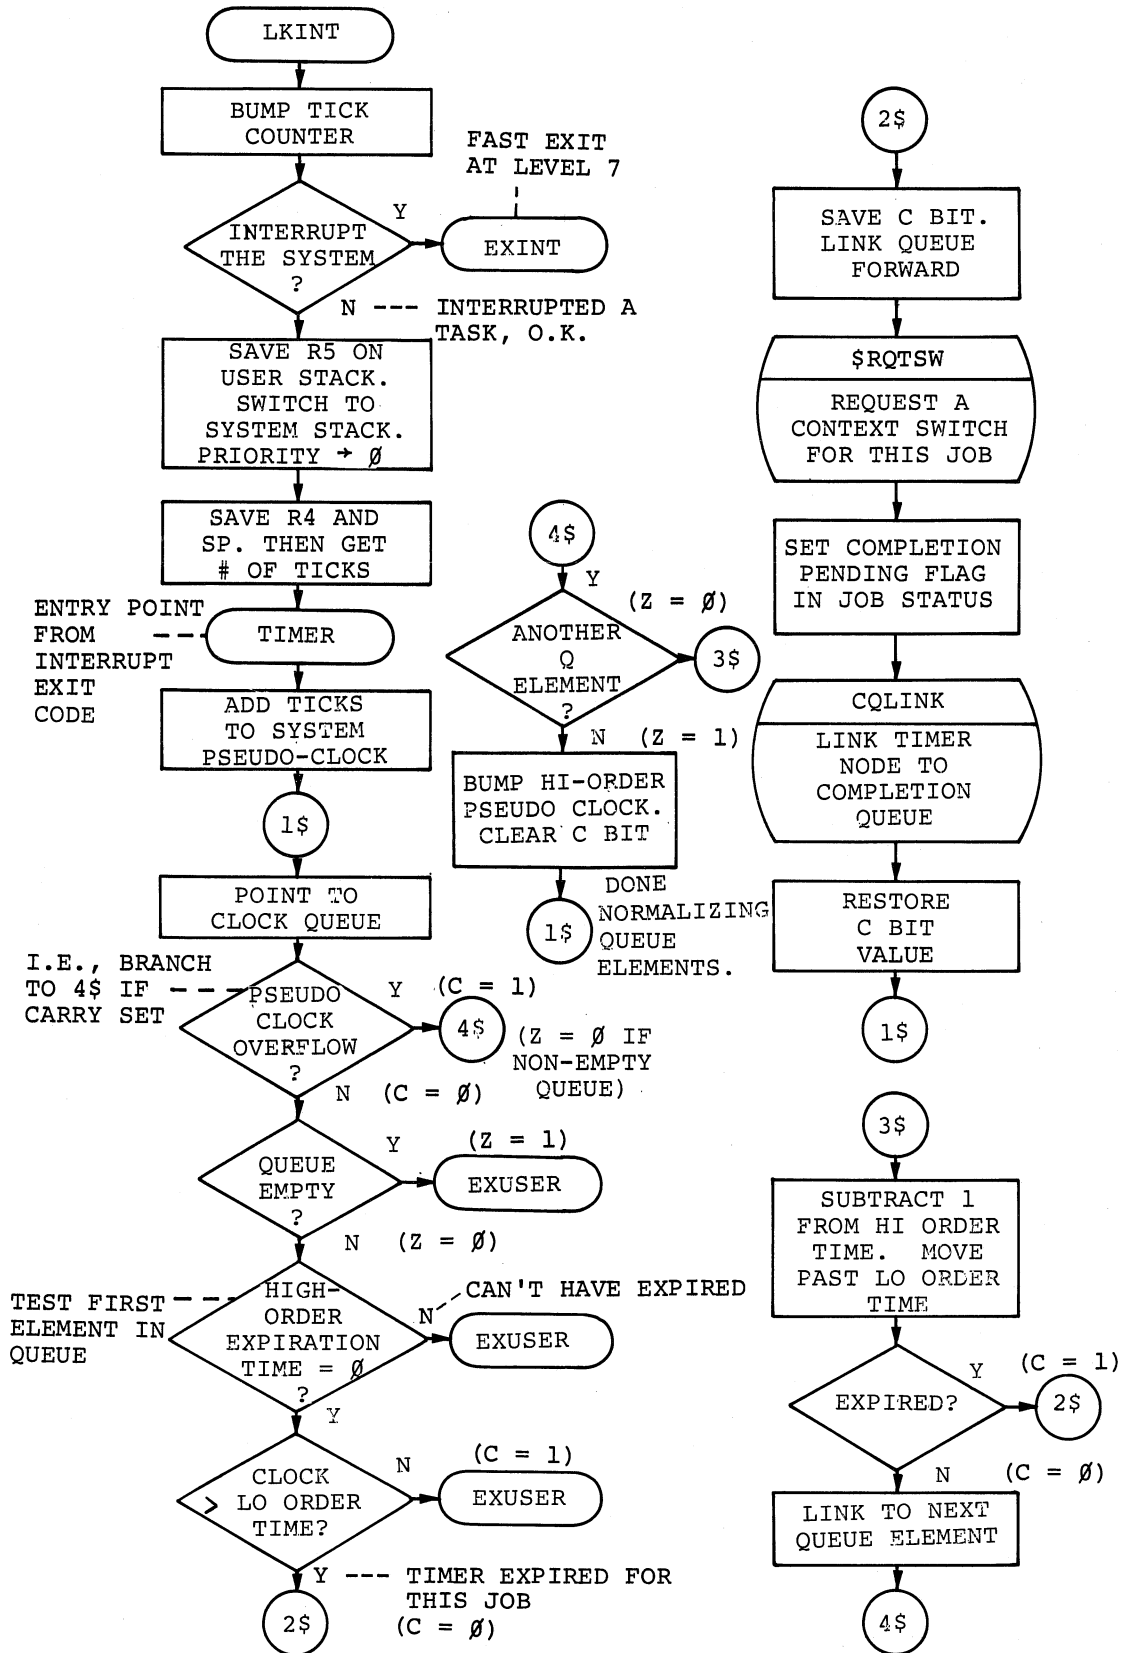 LKINT
BUMP TICK
COUNTER
FAST EXIT
AT LEVEL 7
INTERRUPT
THE SYSTEM
?
Y
EXINT
N --- INTERRUPTED A
TASK, O.K.
SAVE R5 ON
USER STACK.
SWITCH TO
SYSTEM STACK.
PRIORITY → Ø
SAVE R4 AND
SP. THEN GET
# OF TICKS
ENTRY POINT
FROM ---
INTERRUPT
EXIT
CODE
TIMER
ADD TICKS
TO SYSTEM
PSEUDO-CLOCK
1$
POINT TO
CLOCK QUEUE
I.E., BRANCH
TO 4$ IF ---
CARRY SET
PSEUDO
CLOCK
OVERFLOW
?
Y (C = 1)
4$
(Z = Ø IF
NON-EMPTY
QUEUE)
N (C = Ø)
QUEUE
EMPTY
?
Y (Z = 1)
EXUSER
N (Z = Ø)
TEST FIRST ---
ELEMENT IN
QUEUE
HIGH-
ORDER
EXPIRATION
TIME = Ø
?
N
CAN'T HAVE EXPIRED
EXUSER
Y
CLOCK
> LO ORDER
TIME?
N (C = 1)
EXUSER
Y --- TIMER EXPIRED FOR
THIS JOB
(C = Ø)
2$
4$
Y
(Z = Ø)
ANOTHER
Q
ELEMENT
?
3$
N (Z = 1)
BUMP HI-ORDER
PSEUDO CLOCK.
CLEAR C BIT
DONE
NORMALIZING
QUEUE
ELEMENTS.
1$
2$
SAVE C BIT.
LINK QUEUE
FORWARD
$RQTSW
REQUEST A
CONTEXT SWITCH
FOR THIS JOB
SET COMPLETION
PENDING FLAG
IN JOB STATUS
CQLINK
LINK TIMER
NODE TO
COMPLETION
QUEUE
RESTORE
C BIT
VALUE
1$
3$
SUBTRACT 1
FROM HI ORDER
TIME. MOVE
PAST LO ORDER
TIME
EXPIRED?
Y (C = 1)
2$
N (C = Ø)
LINK TO NEXT
QUEUE ELEMENT
4$